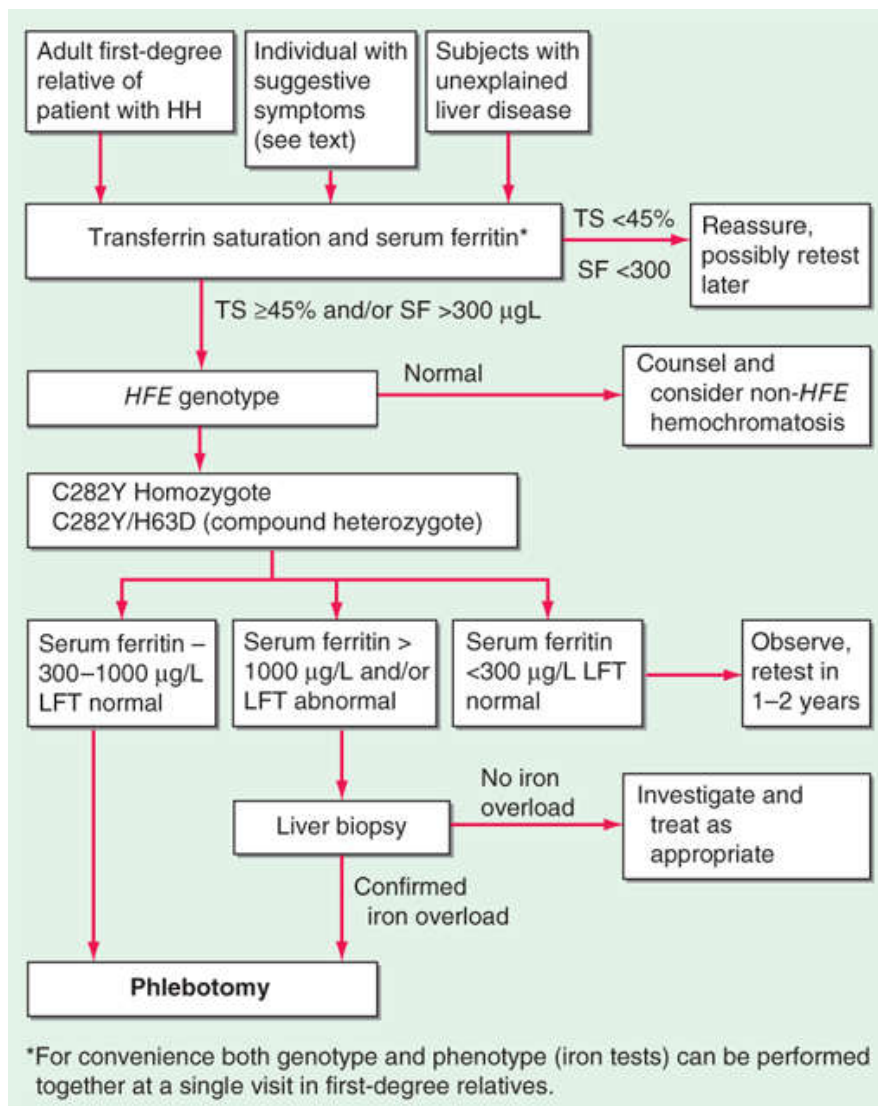 Adult first-degree
relative of
patient with HH
Individual with
suggestive
symptoms
(see text)
Subjects with
unexplained
liver disease
Transferrin saturation and serum ferritin*
TS <45%
SF <300
Reassure,
possibly retest
later
TS ≥45% and/or SF >300 μgL
HFE genotype
Normal
Counsel and
consider non-HFE
hemochromatosis
C282Y Homozygote
C282Y/H63D (compound heterozygote)
Serum ferritin –
300–1000 μg/L
LFT normal
Serum ferritin >
1000 μg/L and/or
LFT abnormal
Serum ferritin
<300 μg/L LFT
normal
Observe,
retest in
1–2 years
Liver biopsy
No iron
overload
Investigate and
treat as
appropriate
Confirmed
iron overload
Phlebotomy
*For convenience both genotype and phenotype (iron tests) can be performed
together at a single visit in first-degree relatives.